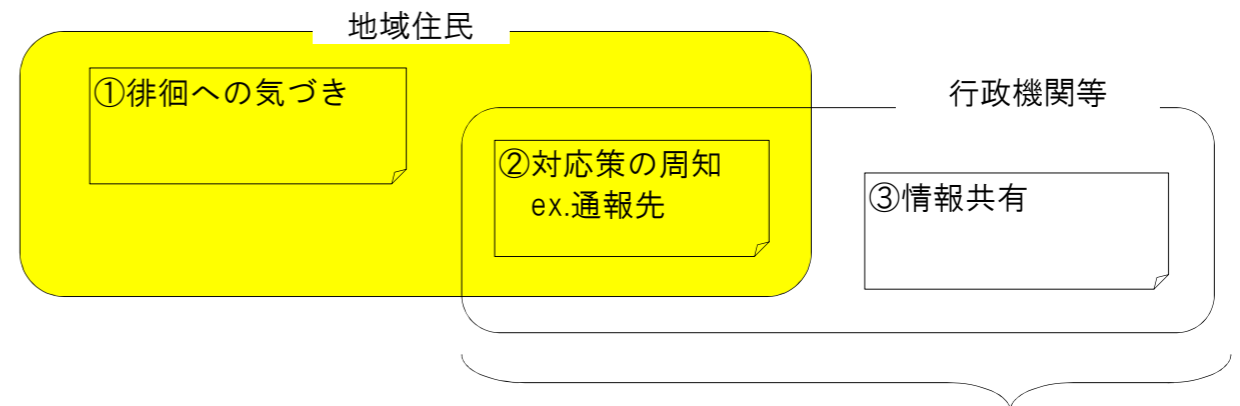 地域住民
①徘徊への気づき
行政機関等
②対応策の周知
ex.通報先
③情報共有